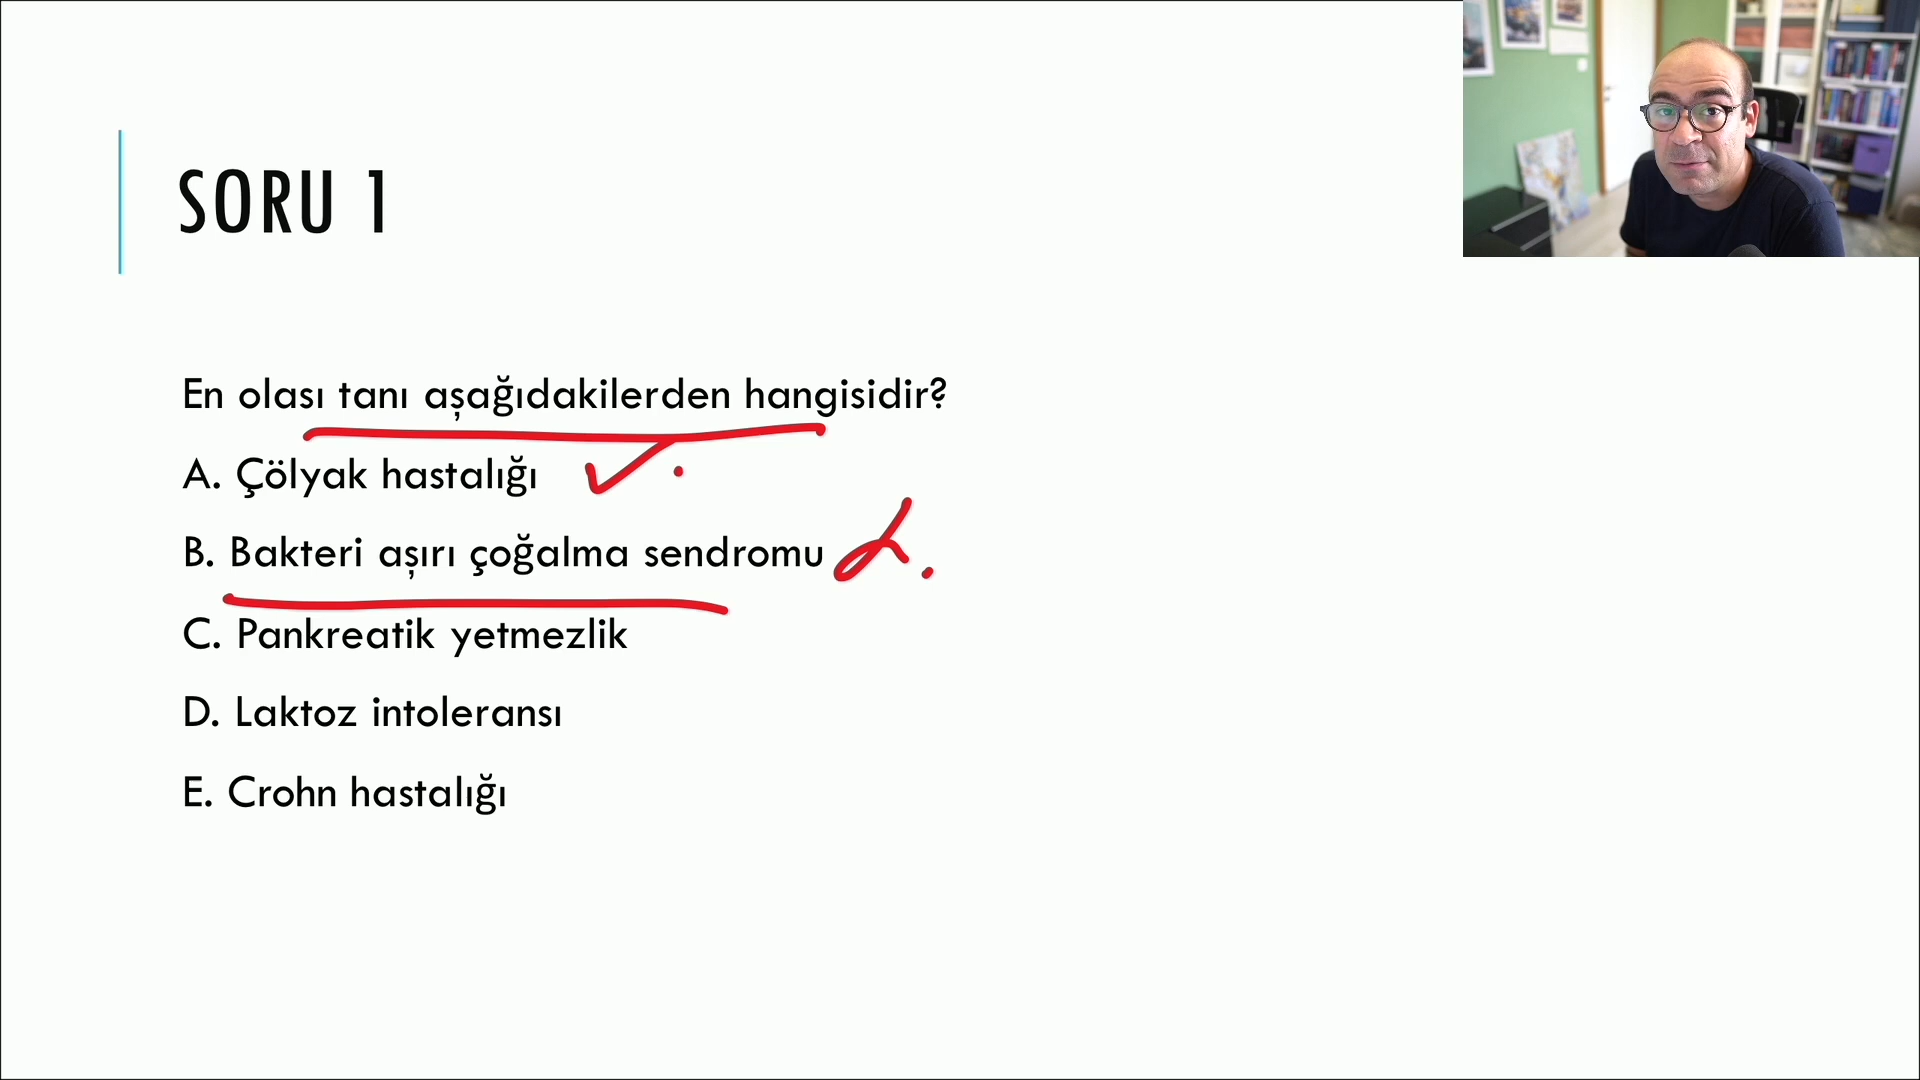 SORU 1
En olası tanı aşağıdakilerden hangisidir?
A. Çölyak hastalığı
B. Bakteri aşırı çoğalma sendromu
C. Pankreatik yetmezlik
D. Laktoz intoleransı
E. Crohn hastalığı